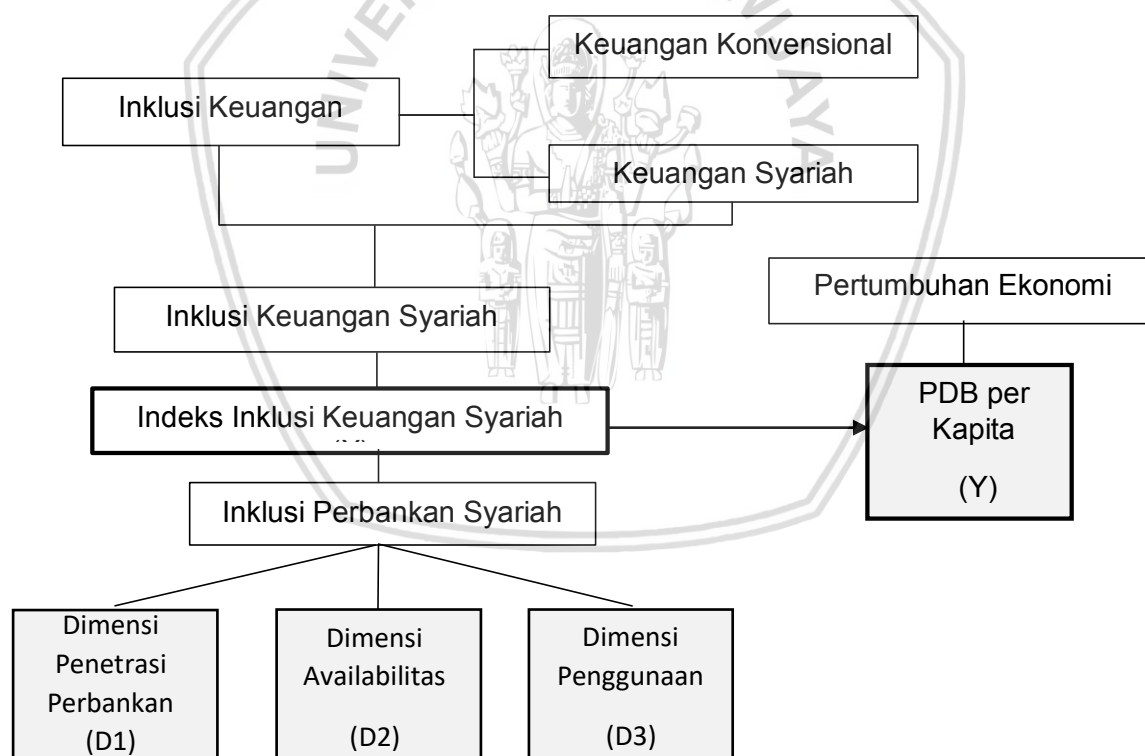 Keuangan Konvensional
Inklusi Keuangan
Keuangan Syariah
Pertumbuhan Ekonomi
Inklusi Keuangan Syariah
Indeks Inklusi Keuangan Syariah
PDB per
Kapita
(Y)
Inklusi Perbankan Syariah
Dimensi
Penetrasi
Perbankan
(D1)
Dimensi
Availabilitas
(D2)
Dimensi
Penggunaan
(D3)